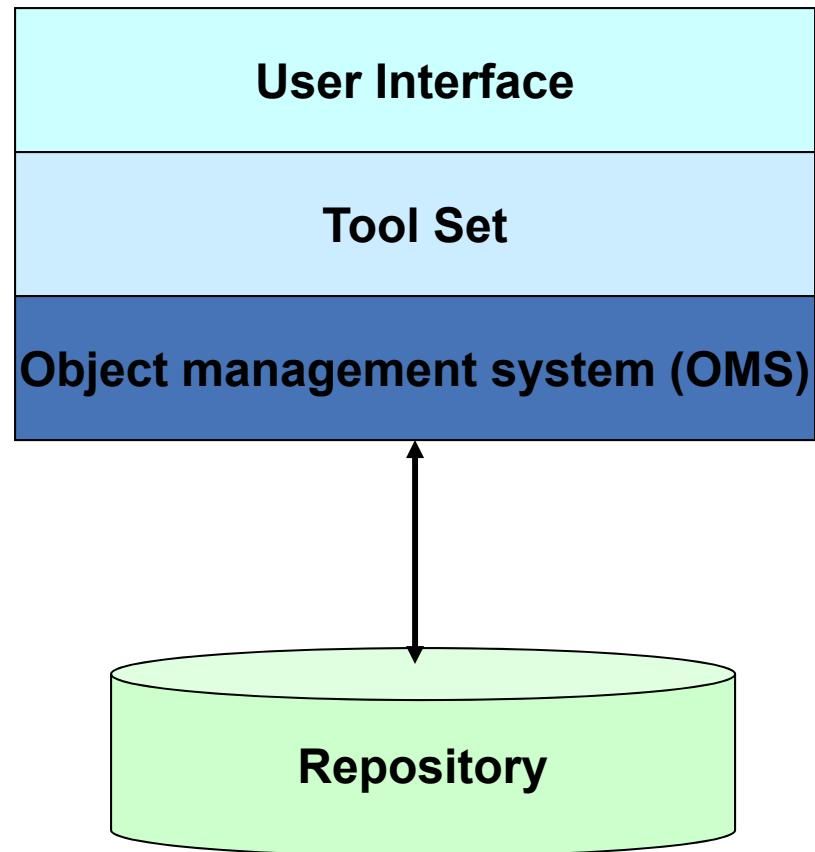 User Interface
Tool Set
Object management system (OMS)
Repository